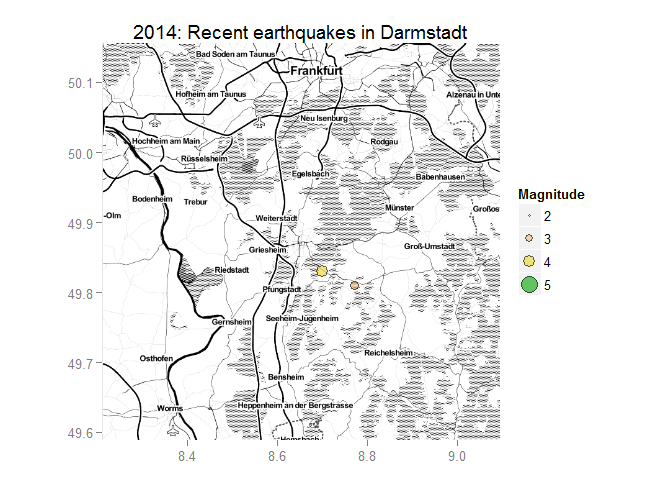 2014: Recent earthquakes in Darmstadt
Bad Soden am Taunus
Frankfurt
50.1
Hofheim am Taunus
Alzenau in Unte
Neu Isenburg
Hochheim am Main
Rodgau
50.0
Rüsselsheim
Egelsbach
Babenhausen
Bodenheim
Trebur
Münster
Großos
-Olm
Weiterstadt
49.9
Griesheim
Groß-Umstadt
Riedstadt
Pfungstadt
49.8
Gernsheim
Seeheim-Jugenheim
Reichelsheim
Osthofen
49.7
Bensheim
Worms
Heppenheim an der Bergstrasse
49.6
Hemsbach
8.4
8.6
8.8
9.0
Magnitude
2
3
4
5